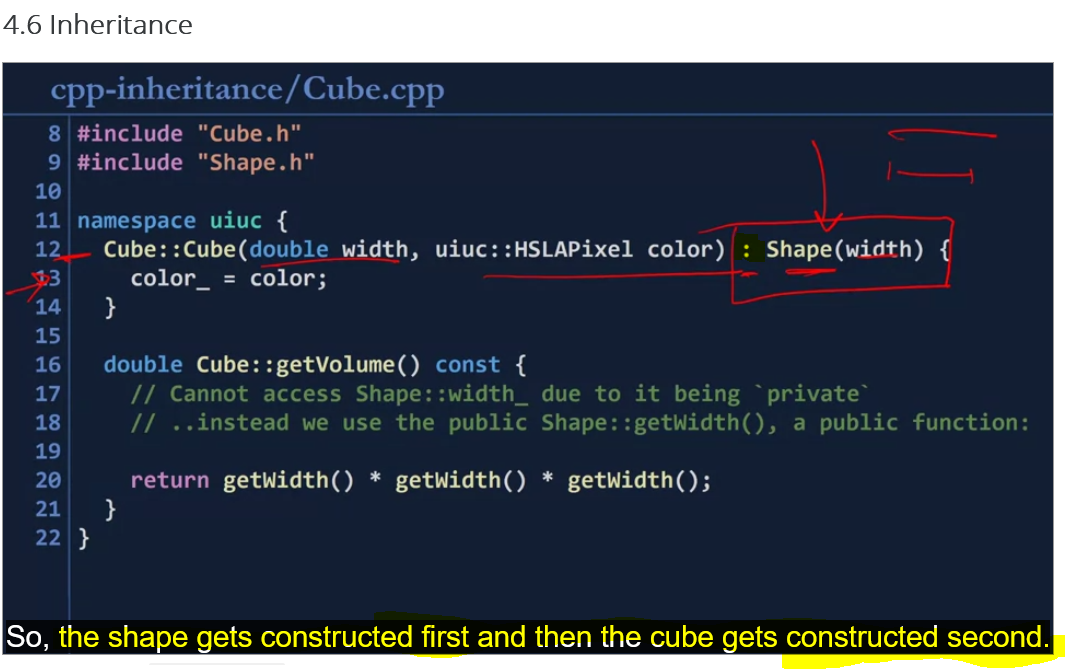 4.6 Inheritance
cpp-inheritance/Cube.cpp
8 #include "Cube.h"
9 #include "Shape.h"
10
11 namespace uiuc {
12 Cube::Cube(double width, uiuc::HSLAPixel color) : Shape(width) {
13 color_ = color;
14 }
15
16 double Cube::getVolume() const {
17 // Cannot access Shape::width_ due to it being `private`
18 // ..instead we use the public Shape::getWidth(), a public function:
19
20 return getWidth() * getWidth() * getWidth();
21 }
22 }
So, the shape gets constructed first and then the cube gets constructed second.